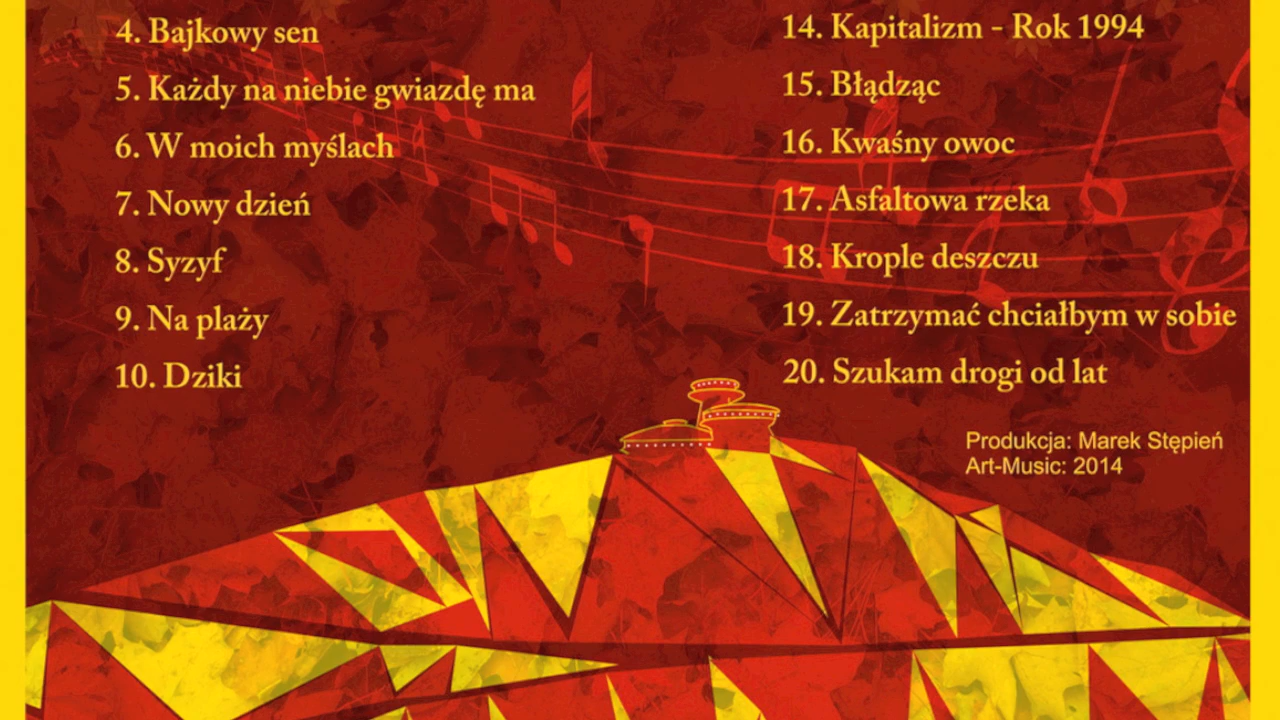 4. Bajkowy sen
5. Każdy na niebie gwiazdę ma
6. W moich myślach
7. Nowy dzień
8. Syzyf
9. Na plaży
10. Dziki
14. Kapitalizm - Rok 1994
15. Błądząc
16. Kwaśny owoc
17. Asfaltowa rzeka
18. Krople deszczu
19. Zatrzymać chciałbym w sobie
20. Szukam drogi od lat
Produkcja: Marek Stępień
Art-Music: 2014